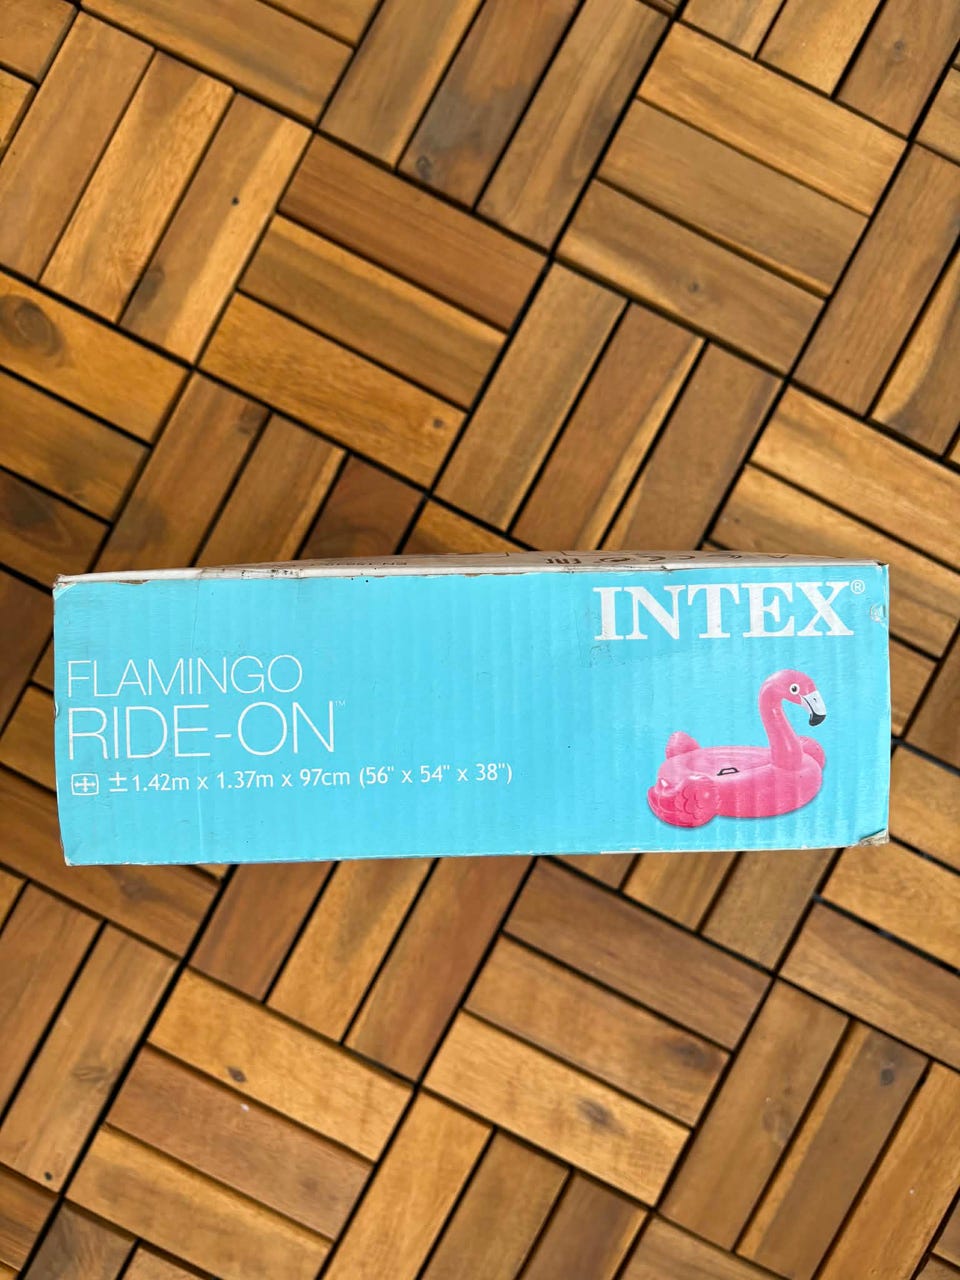 INTEX®
FLAMINGO
RIDE-ON™
± 1.42m x 1.37m x 97cm (56" x 54" x 38")